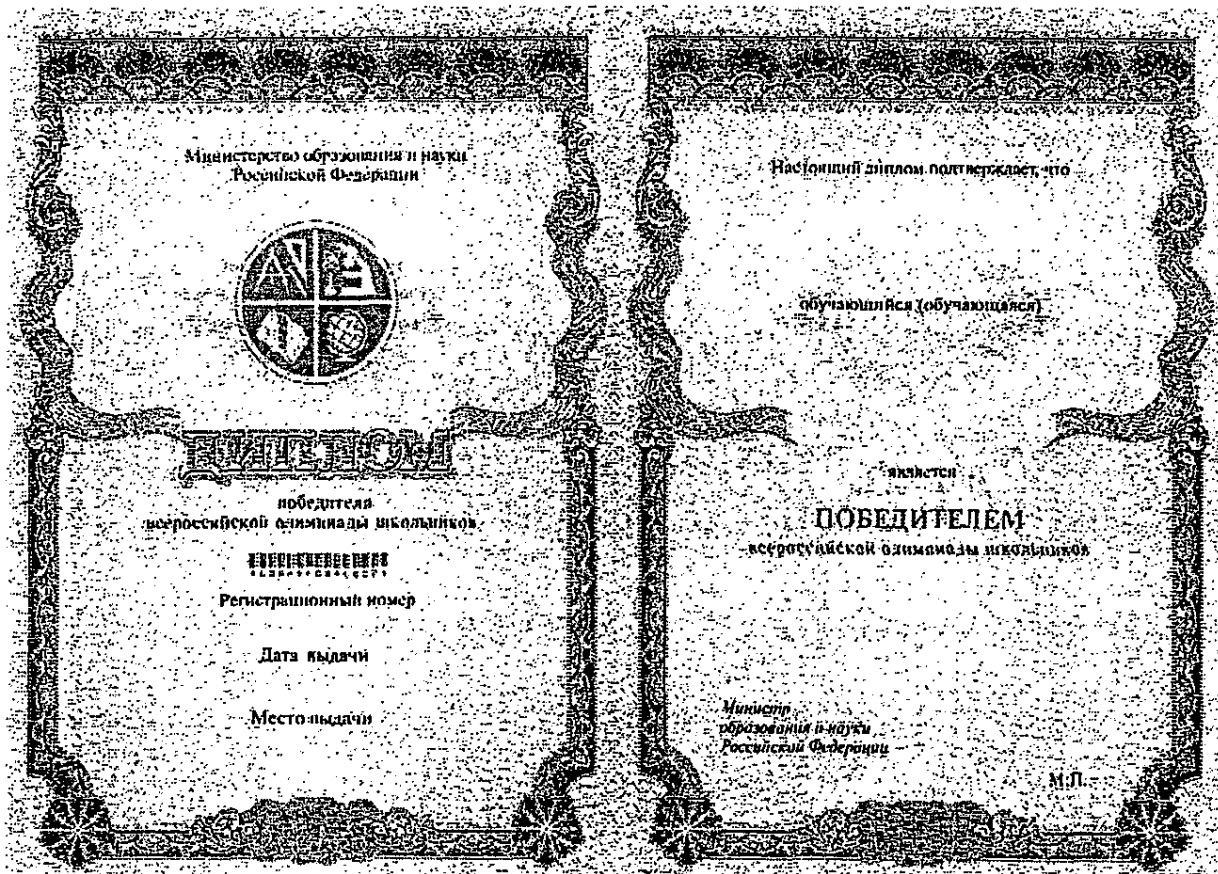 Министерство образования и науки
Российской Федерации
ДИПЛОМ
победителя
всероссийской олимпиады школьников
Регистрационный номер
Дата выдачи
Место выдачи
Настоящий диплом подтверждает, что
обучающийся (обучающаяся)
является
ПОБЕДИТЕЛЕМ
всероссийской олимпиады школьников
Министр
образования и науки
Российской Федерации
М.П.